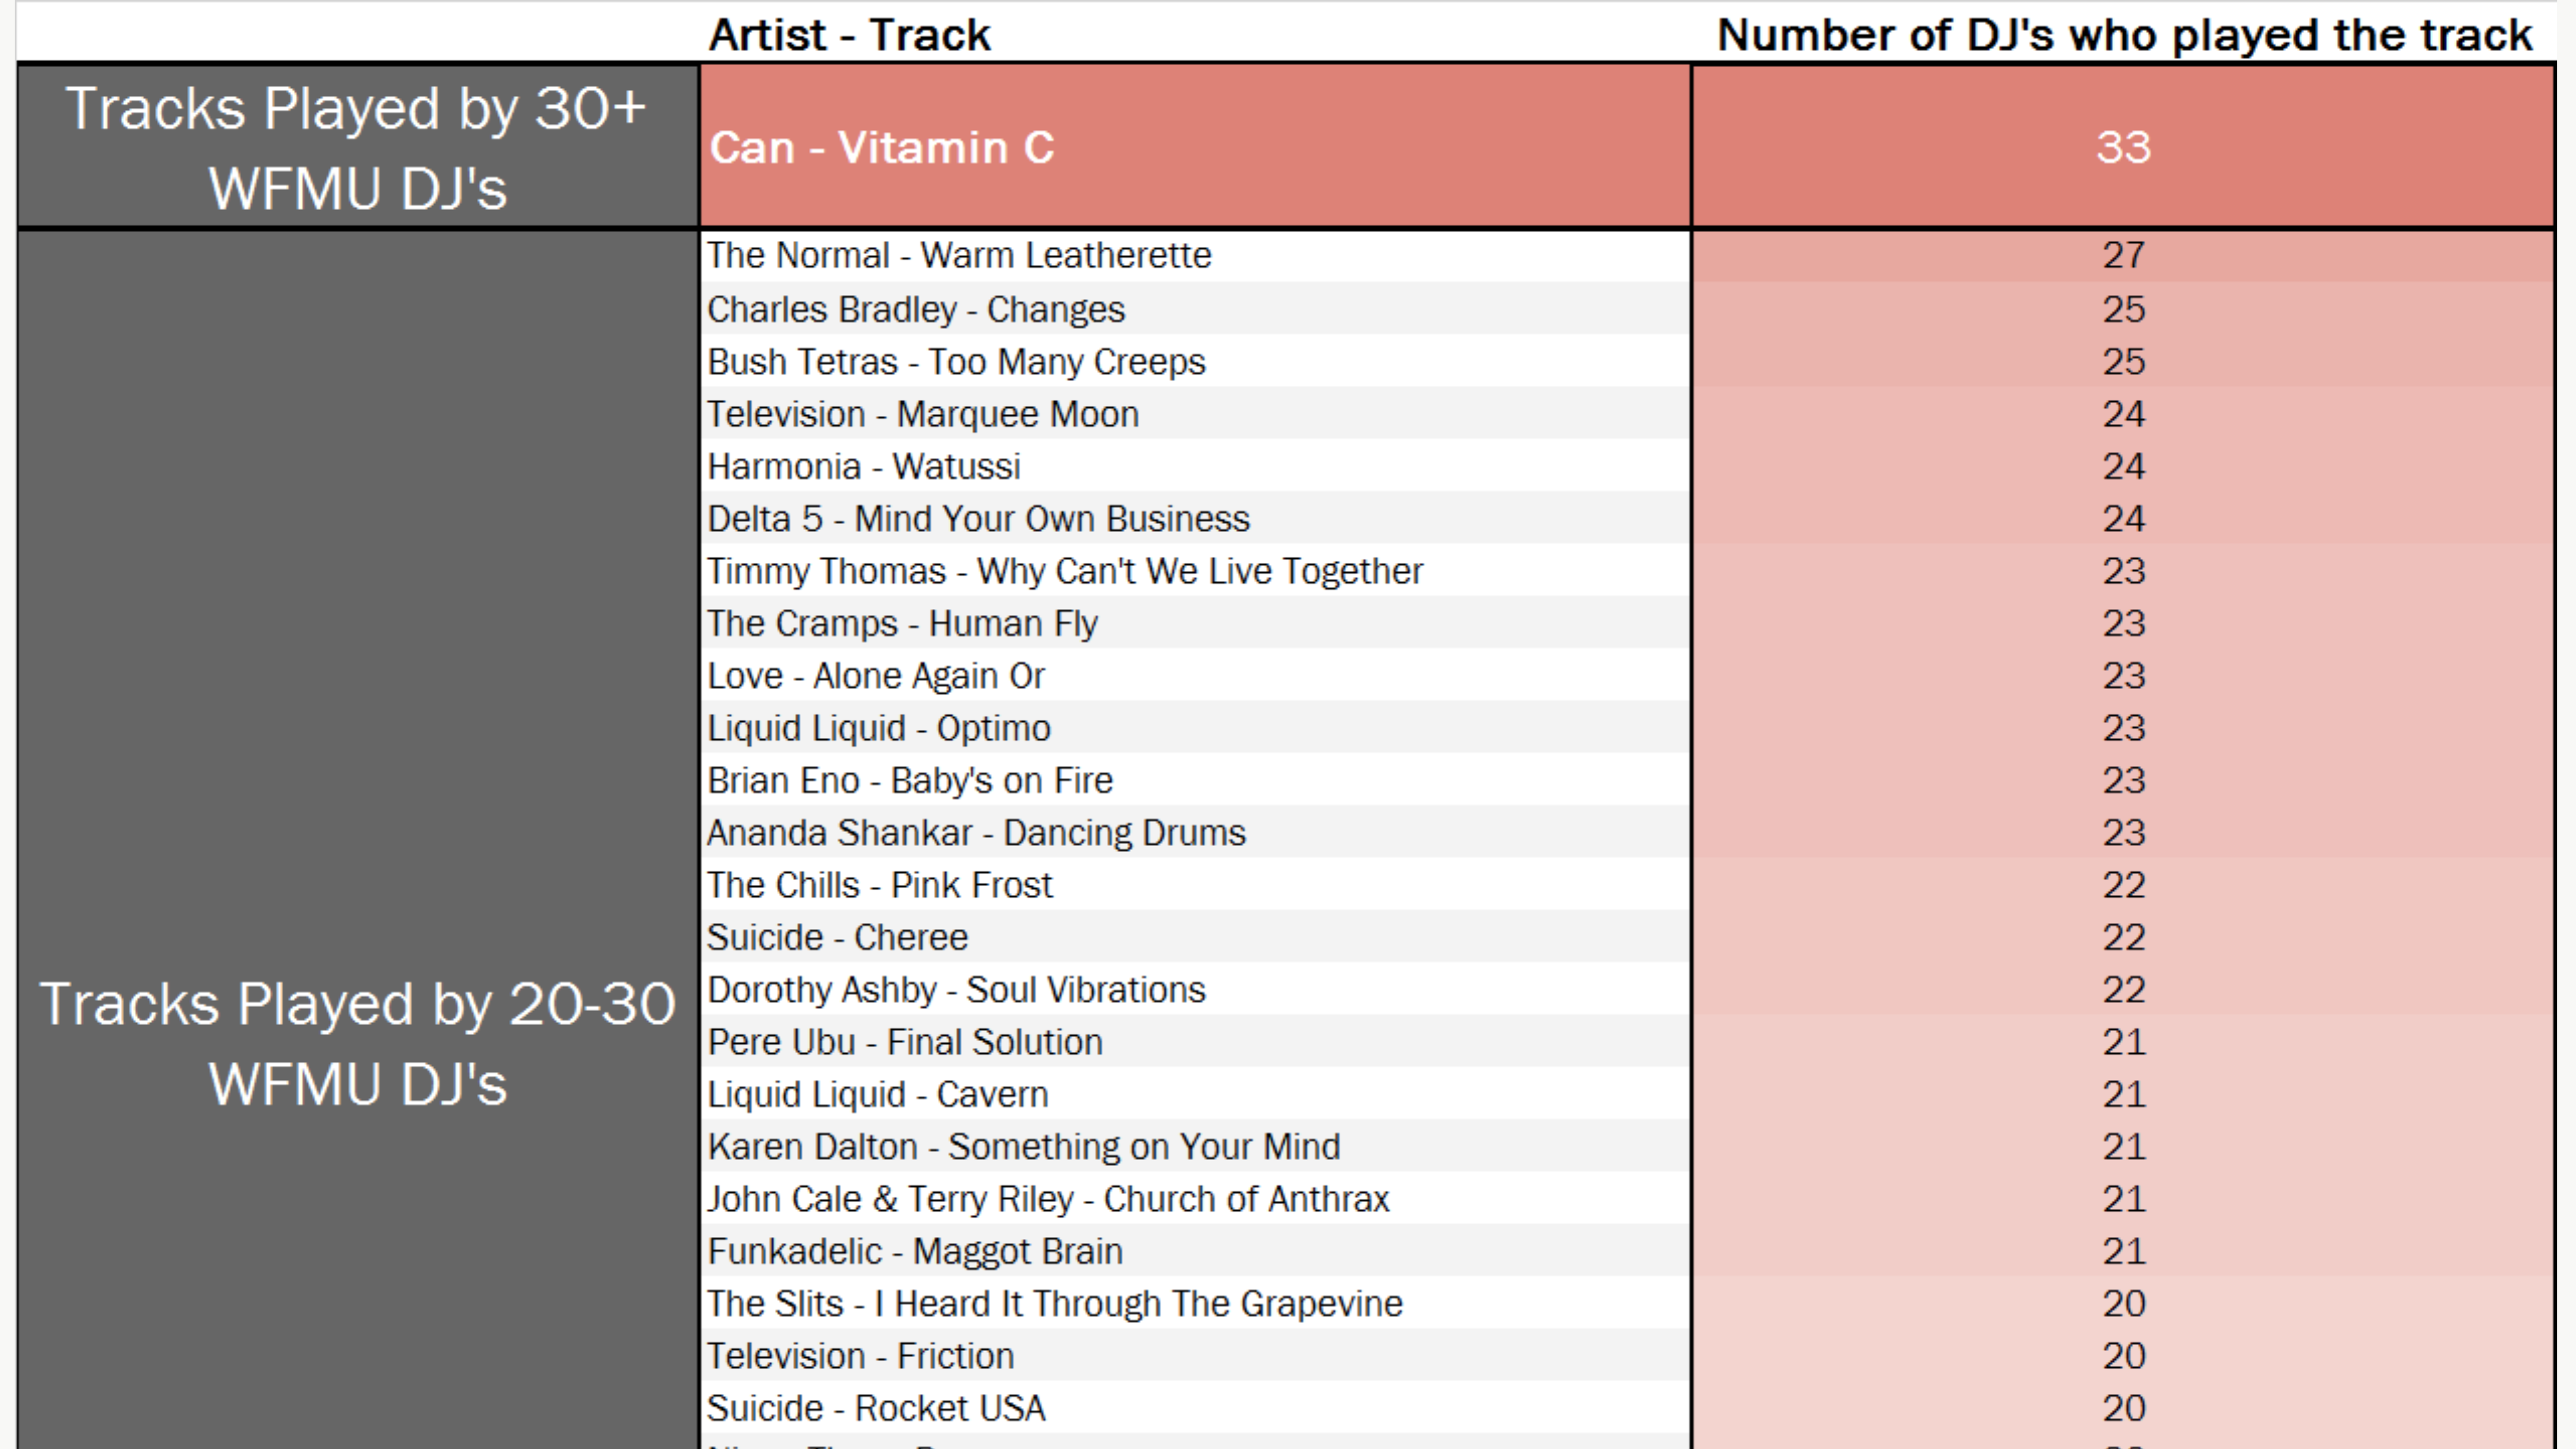 Artist - Track Number of DJ's who played the track
Tracks Played by 30+
WFMU DJ's
Can - Vitamin C 33
The Normal - Warm Leatherette 27
Charles Bradley - Changes 25
Bush Tetras - Too Many Creeps 25
Television - Marquee Moon 24
Harmonia - Watussi 24
Delta 5 - Mind Your Own Business 24
Timmy Thomas - Why Can't We Live Together 23
The Cramps - Human Fly 23
Love - Alone Again Or 23
Liquid Liquid - Optimo 23
Brian Eno - Baby's on Fire 23
Ananda Shankar - Dancing Drums 23
The Chills - Pink Frost 22
Suicide - Cheree 22
Dorothy Ashby - Soul Vibrations 22
Tracks Played by 20-30
WFMU DJ's
Pere Ubu - Final Solution 21
Liquid Liquid - Cavern 21
Karen Dalton - Something on Your Mind 21
John Cale & Terry Riley - Church of Anthrax 21
Funkadelic - Maggot Brain 21
The Slits - I Heard It Through The Grapevine 20
Television - Friction 20
Suicide - Rocket USA 20